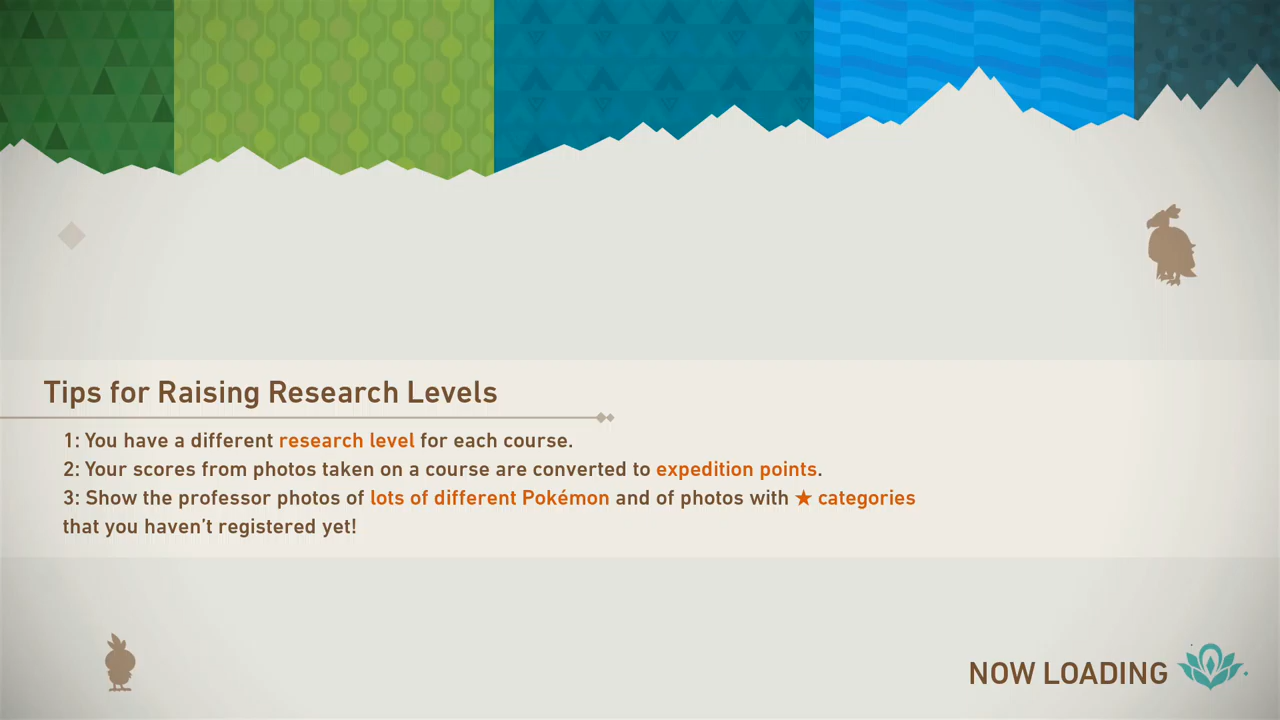 Tips for Raising Research Levels
1: You have a different research level for each course.
2: Your scores from photos taken on a course are converted to expedition points.
3: Show the professor photos of lots of different Pokémon and of photos with ★ categories
that you haven't registered yet!
NOW LOADING